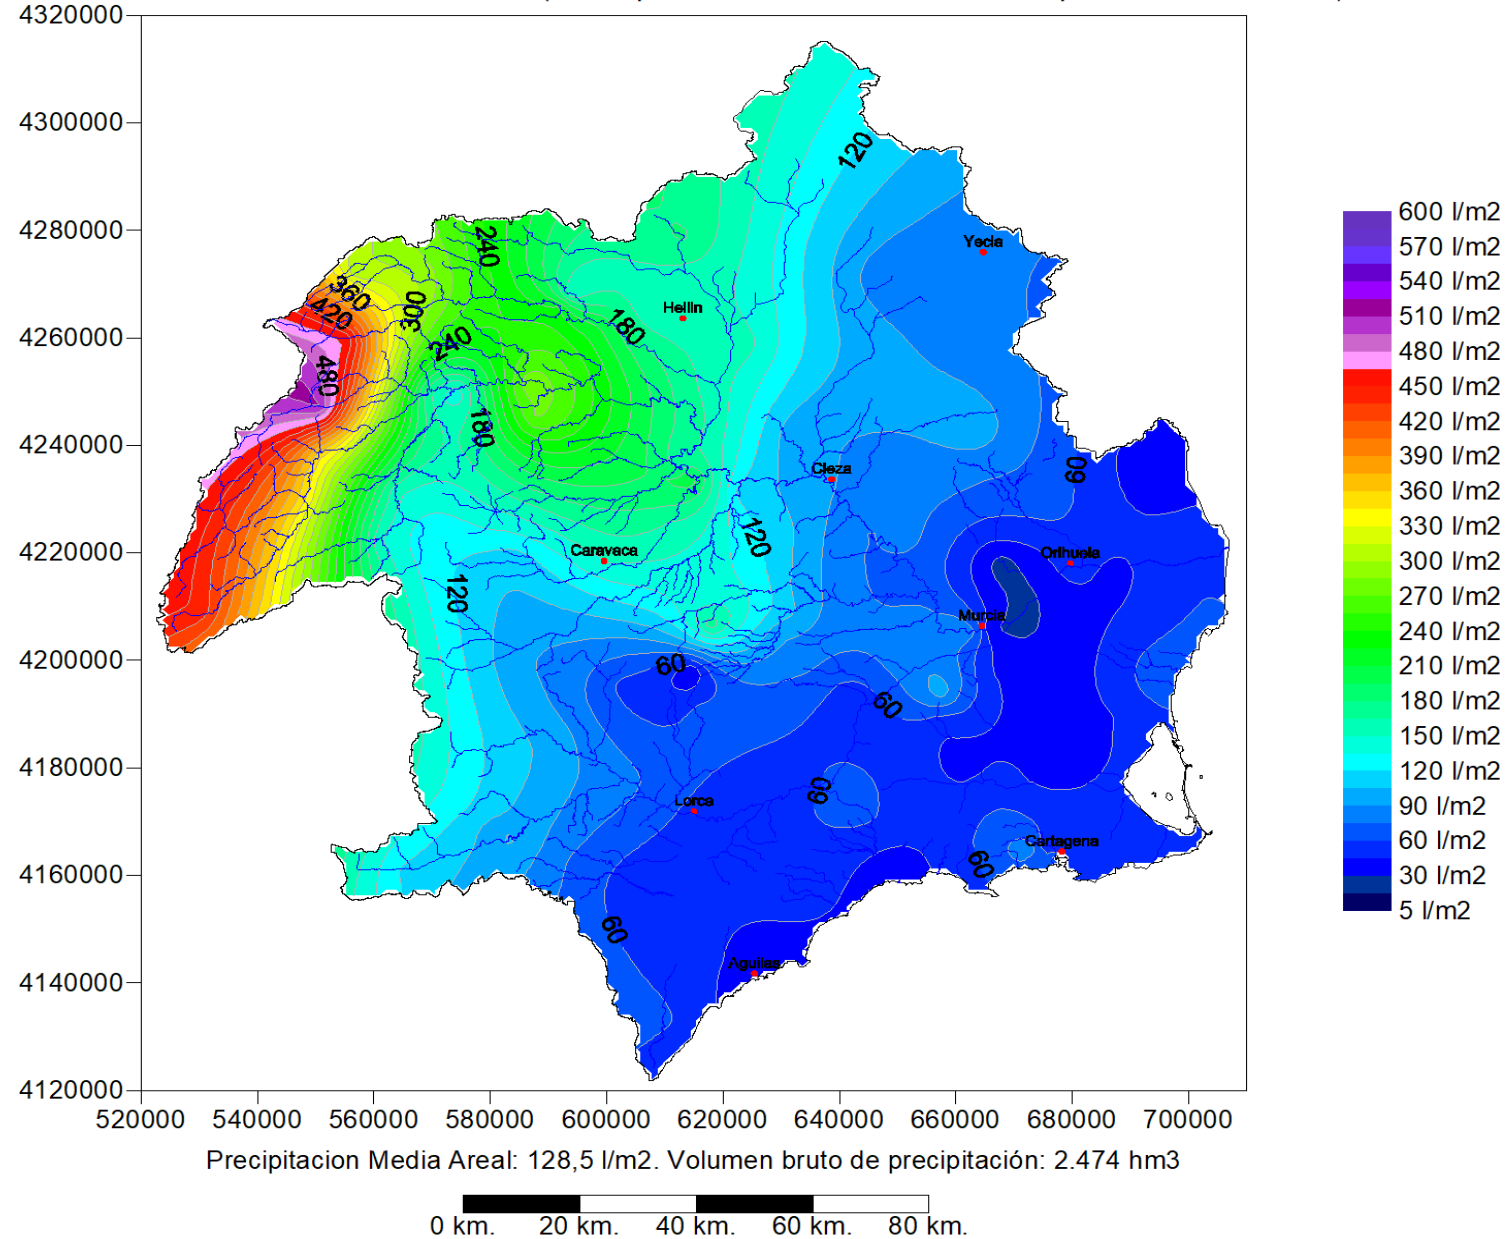 4320000
4300000
4280000
4260000
4240000
4220000
4200000
4180000
4160000
4140000
4120000
520000 540000 560000 580000 600000 620000 640000 660000 680000 700000
120
240
Yecla
360
420
300
Hellin
180
240
480
180
Cieza
60
120
Caravaca
Orihuela
120
Murcia
60
60
60
Lorca
Cartagena
60
60
Aguilas
600 l/m2
570 l/m2
540 l/m2
510 l/m2
480 l/m2
450 l/m2
420 l/m2
390 l/m2
360 l/m2
330 l/m2
300 l/m2
270 l/m2
240 l/m2
210 l/m2
180 l/m2
150 l/m2
120 l/m2
90 l/m2
60 l/m2
30 l/m2
5 l/m2
Precipitacion Media Areal: 128,5 l/m2. Volumen bruto de precipitación: 2.474 hm3
0 km. 20 km. 40 km. 60 km. 80 km.